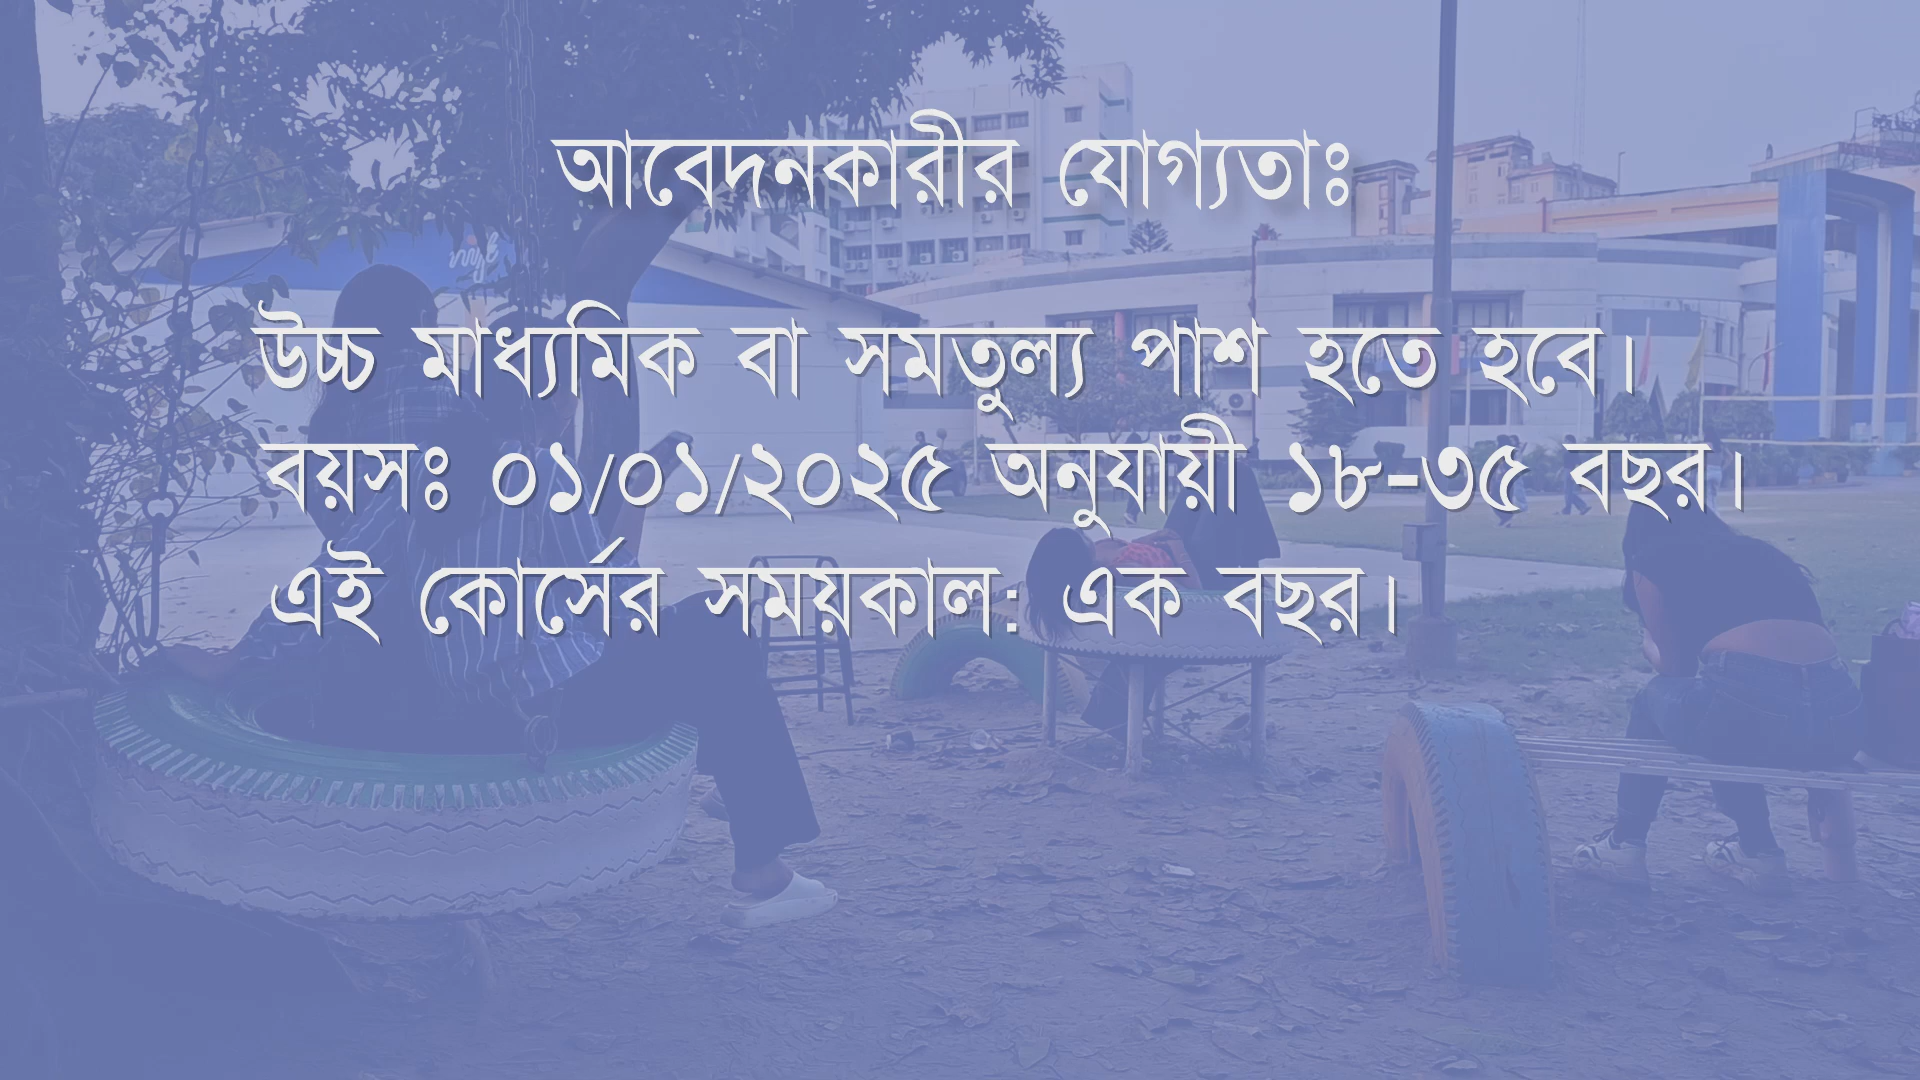 আবেদনকারীর যোগ্যতাঃ
উচ্চ মাধ্যমিক বা সমতুল্য পাশ হতে হবে।
বয়সঃ ০১/০১/২০২৫ অনুযায়ী ১৮-৩৫ বছর।
এই কোর্সের সময়কাল: এক বছর।